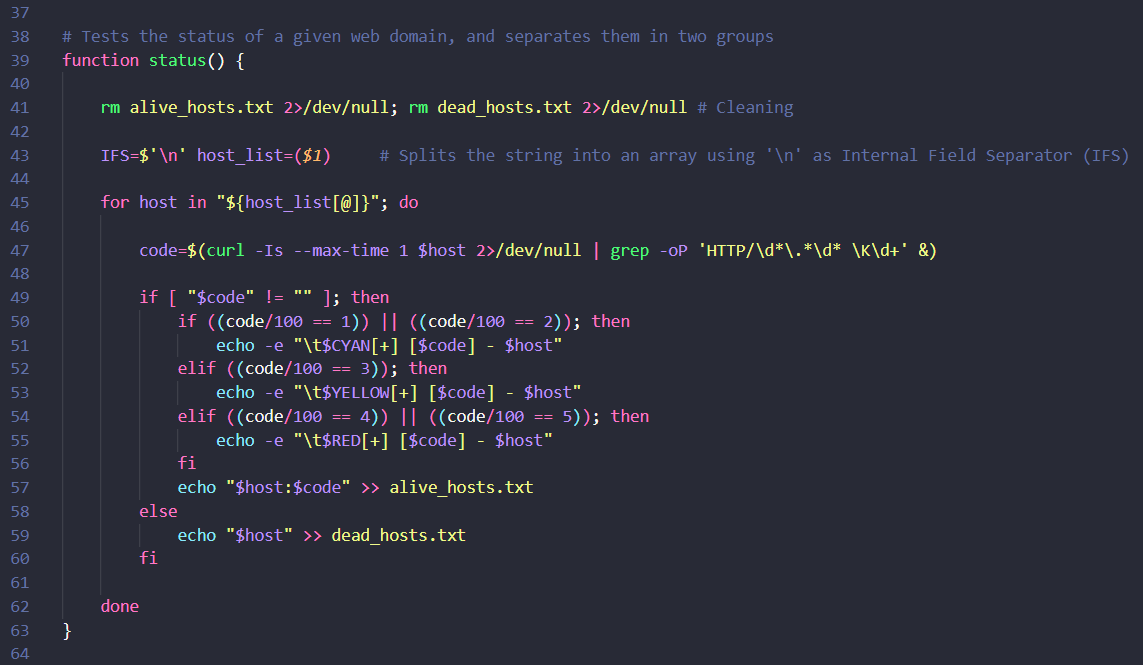 37
38 # Tests the status of a given web domain, and separates them in two groups
39 function status() {
40
41 rm alive_hosts.txt 2>/dev/null; rm dead_hosts.txt 2>/dev/null # Cleaning
42
43 IFS=$'\n' host_list=($1) # Splits the string into an array using '\n' as Internal Field Separator (IFS)
44
45 for host in "${host_list[@]}"; do
46
47 code=$(curl -Is --max-time 1 $host 2>/dev/null | grep -oP 'HTTP/\d*\.*\d* \K\d+' &)
48
49 if [ "$code" != "" ]; then
50 if ((code/100 == 1)) || ((code/100 == 2)); then
51 echo -e "\t$CYAN[+] [$code] - $host"
52 elif ((code/100 == 3)); then
53 echo -e "\t$YELLOW[+] [$code] - $host"
54 elif ((code/100 == 4)) || ((code/100 == 5)); then
55 echo -e "\t$RED[+] [$code] - $host"
56 fi
57 echo "$host:$code" >> alive_hosts.txt
58 else
59 echo "$host" >> dead_hosts.txt
60 fi
61
62 done
63 }
64